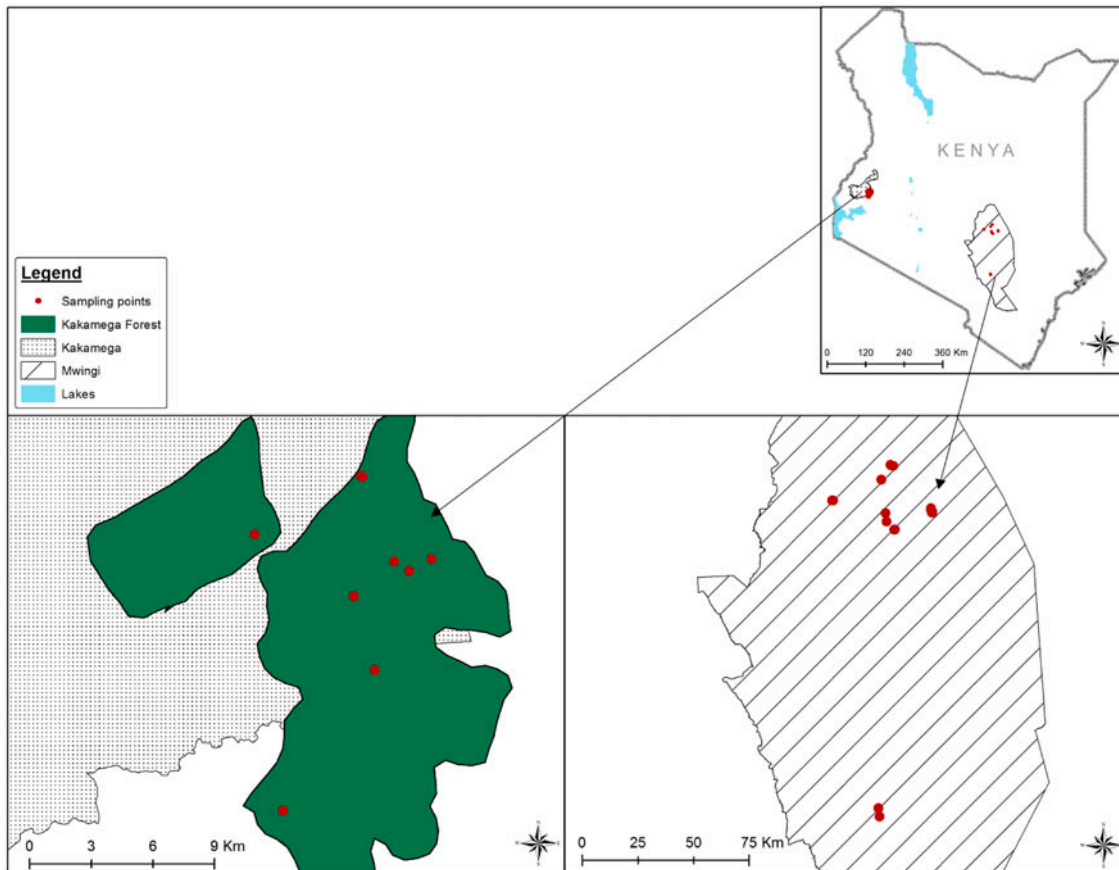 KENYA
0 120 240 360 Km
Legend
Sampling points
Kakamega Forest
Kakamega
Mwingi
Lakes
0 3 6 9 Km
0 25 50 75 Km